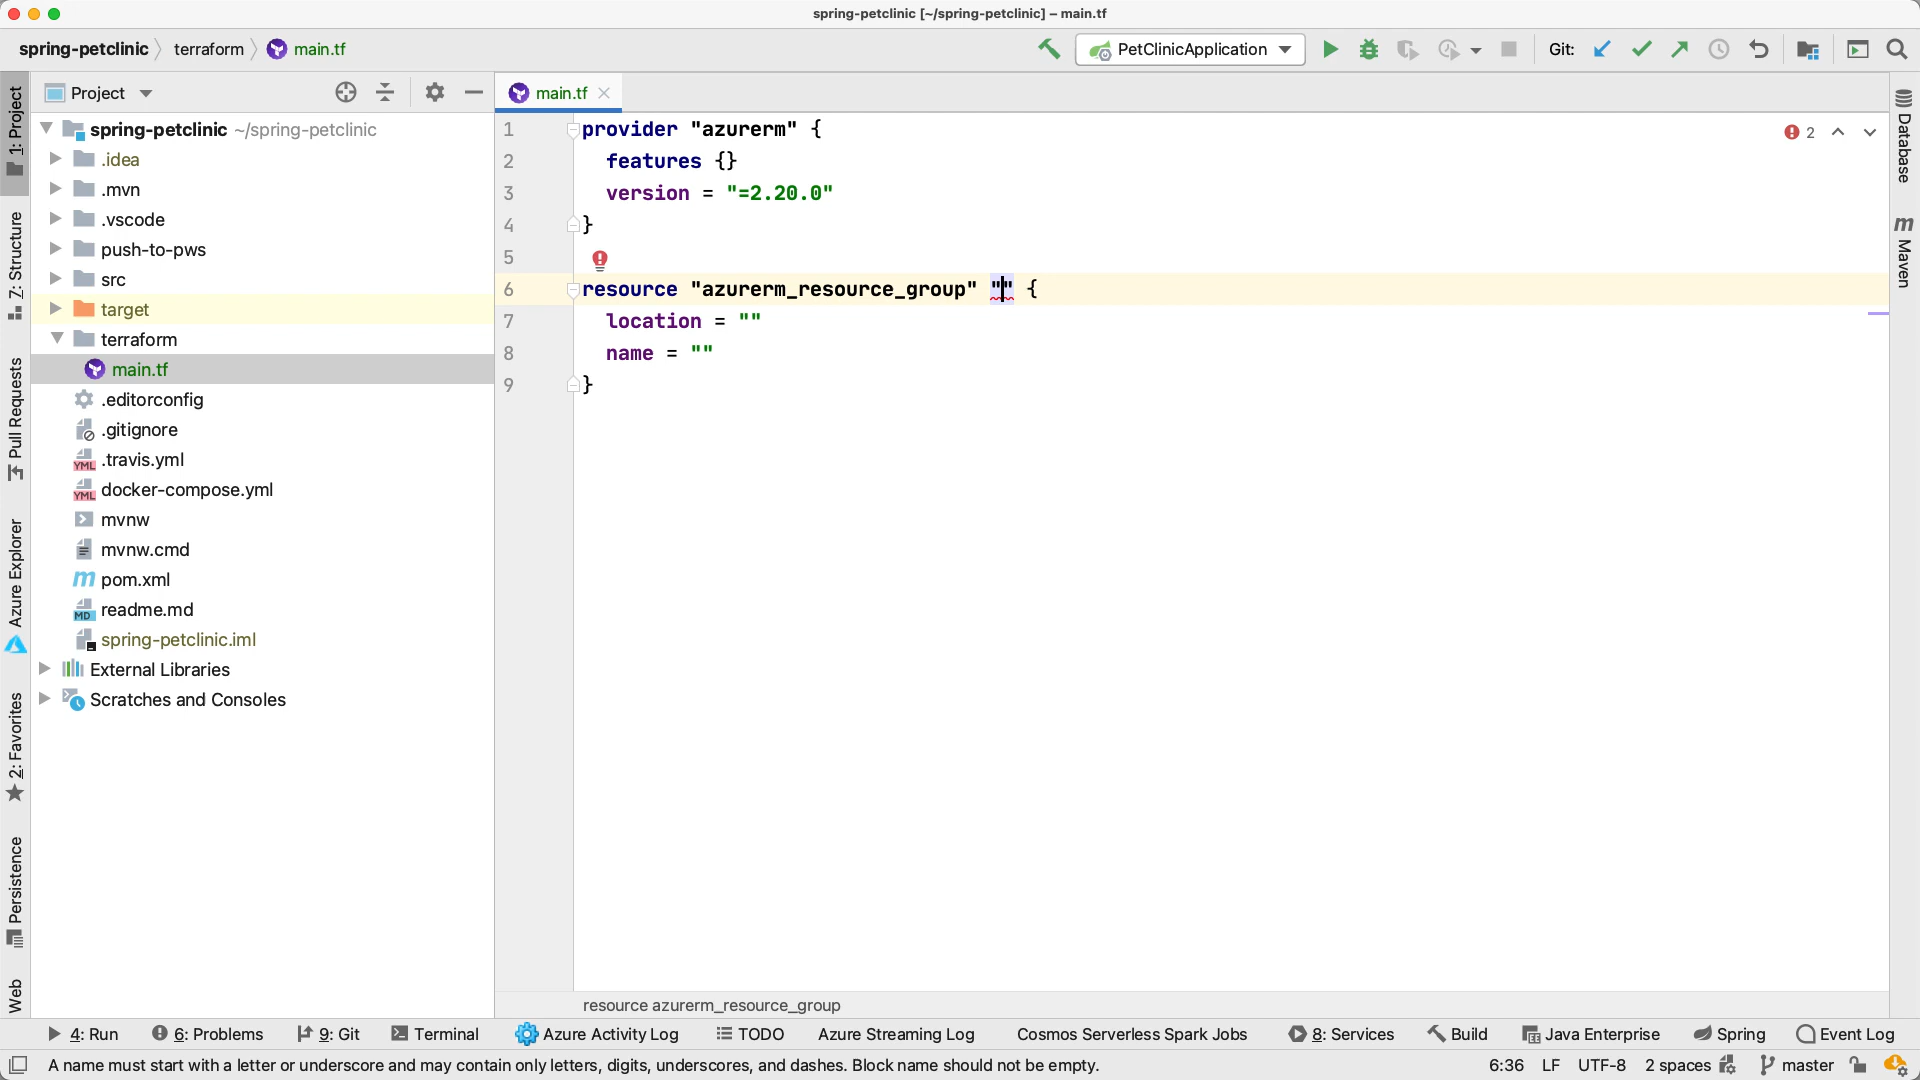 spring-petclinic [~/spring-petclinic] – main.tf
spring-petclinic terraform main.tf
PetClinicApplication
Git:
1: Project
7: Structure
Pull Requests
Azure Explorer
2: Favorites
Persistence
Web
Project
spring-petclinic ~/spring-petclinic
.idea
.mvn
.vscode
push-to-pws
src
target
terraform
main.tf
.editorconfig
.gitignore
YML .travis.yml
YML docker-compose.yml
mvnw
mvnw.cmd
m pom.xml
MD readme.md
spring-petclinic.iml
External Libraries
Scratches and Consoles
main.tf
1 provider "azurerm" {
2 features {}
3 version = "=2.20.0"
4 }
5
6 resource "azurerm_resource_group" "" {
7 location = ""
8 name = ""
9 }
2
Database
m Maven
resource azurerm_resource_group
4: Run 6: Problems 9: Git Terminal Azure Activity Log TODO Azure Streaming Log Cosmos Serverless Spark Jobs 8: Services Build Java Enterprise Spring Event Log
A name must start with a letter or underscore and may contain only letters, digits, underscores, and dashes. Block name should not be empty. 6:36 LF UTF-8 2 spaces master